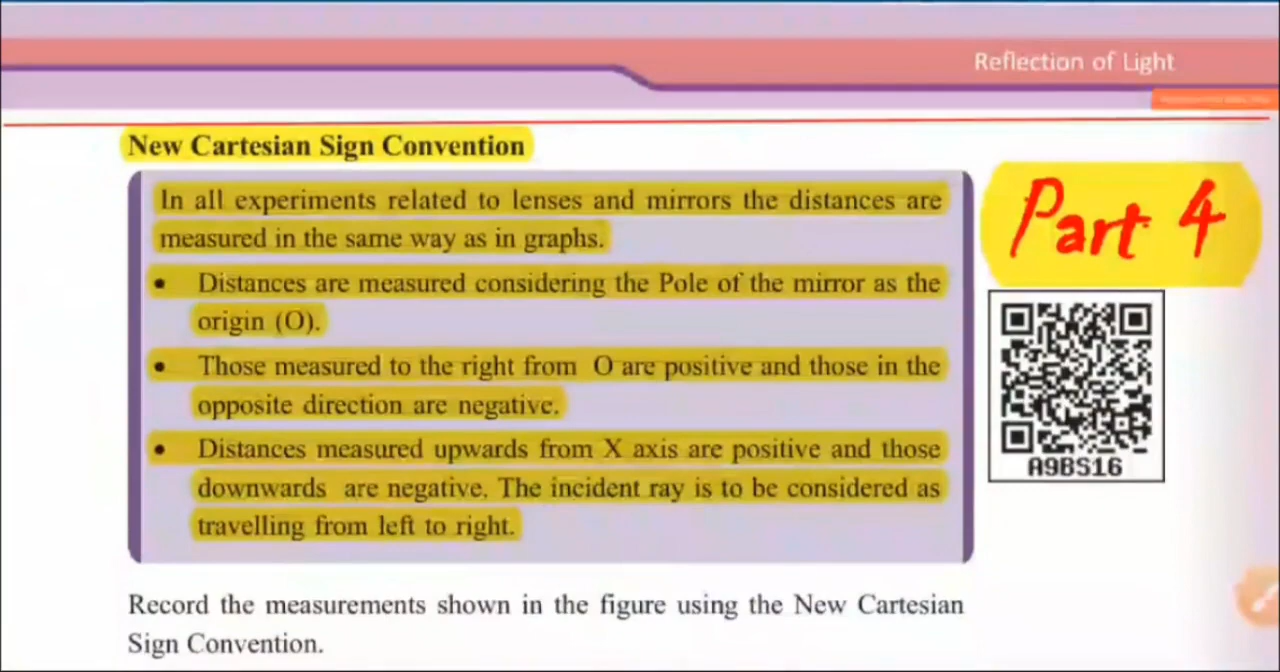 Reflection of Light
New Cartesian Sign Convention
In all experiments related to lenses and mirrors the distances are
measured in the same way as in graphs.
• Distances are measured considering the Pole of the mirror as the
origin (O).
• Those measured to the right from O are positive and those in the
opposite direction are negative.
• Distances measured upwards from X axis are positive and those
downwards are negative. The incident ray is to be considered as
travelling from left to right.
Part 4
A9BS16
Record the measurements shown in the figure using the New Cartesian
Sign Convention.